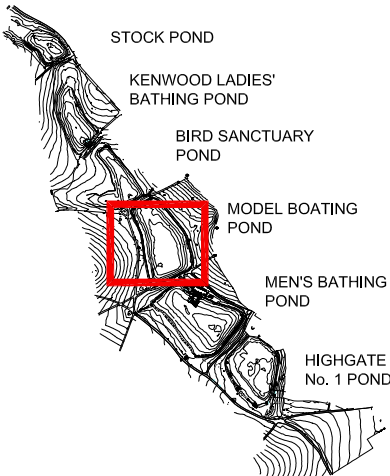 STOCK POND
KENWOOD LADIES'
BATHING POND
BIRD SANCTUARY
POND
MODEL BOATING
POND
MEN'S BATHING
POND
HIGHGATE
No. 1 POND